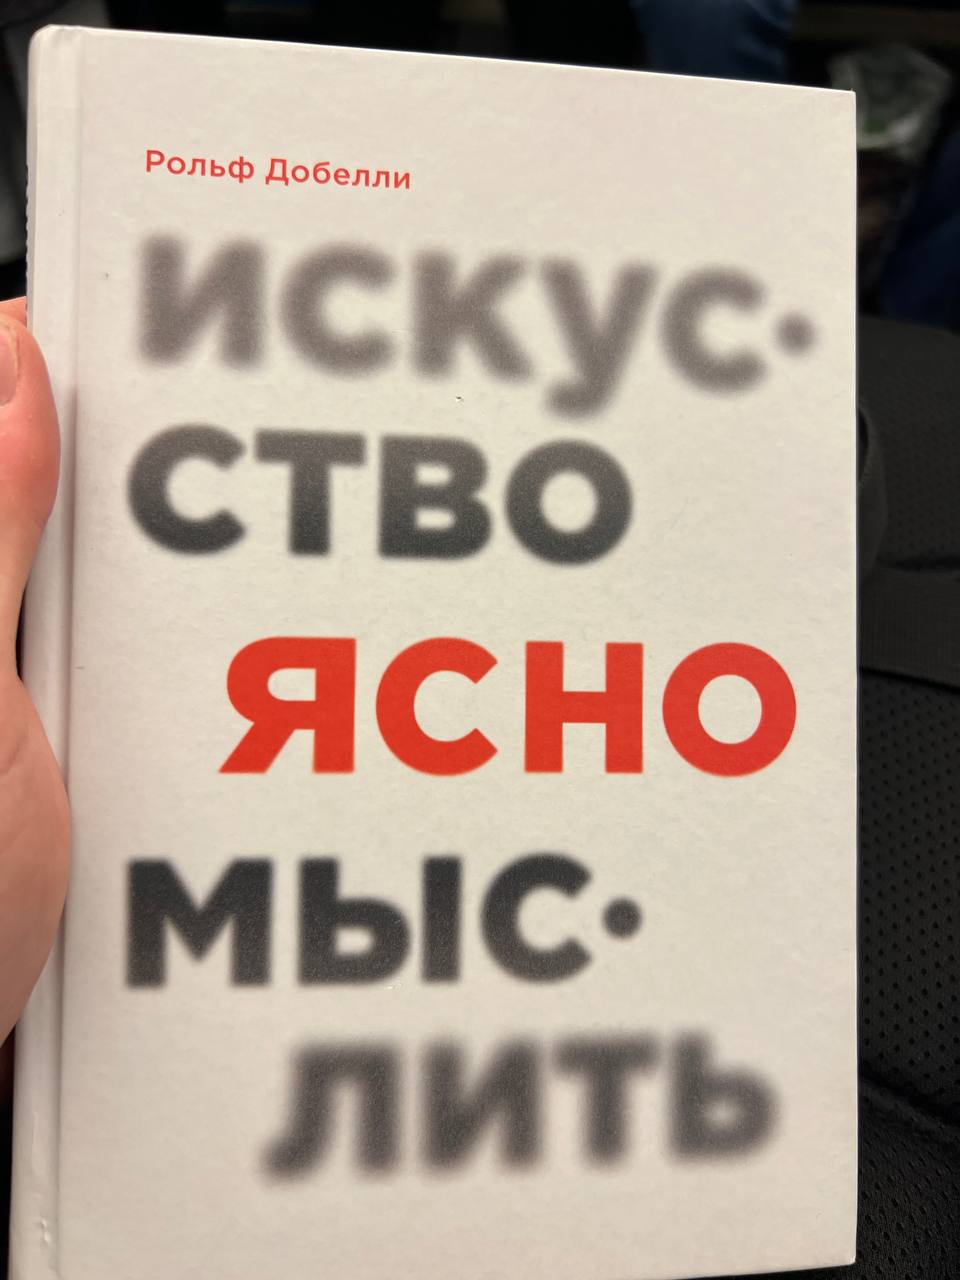 Рольф Добелли
искус·
ство
ясно
мыс·
лить